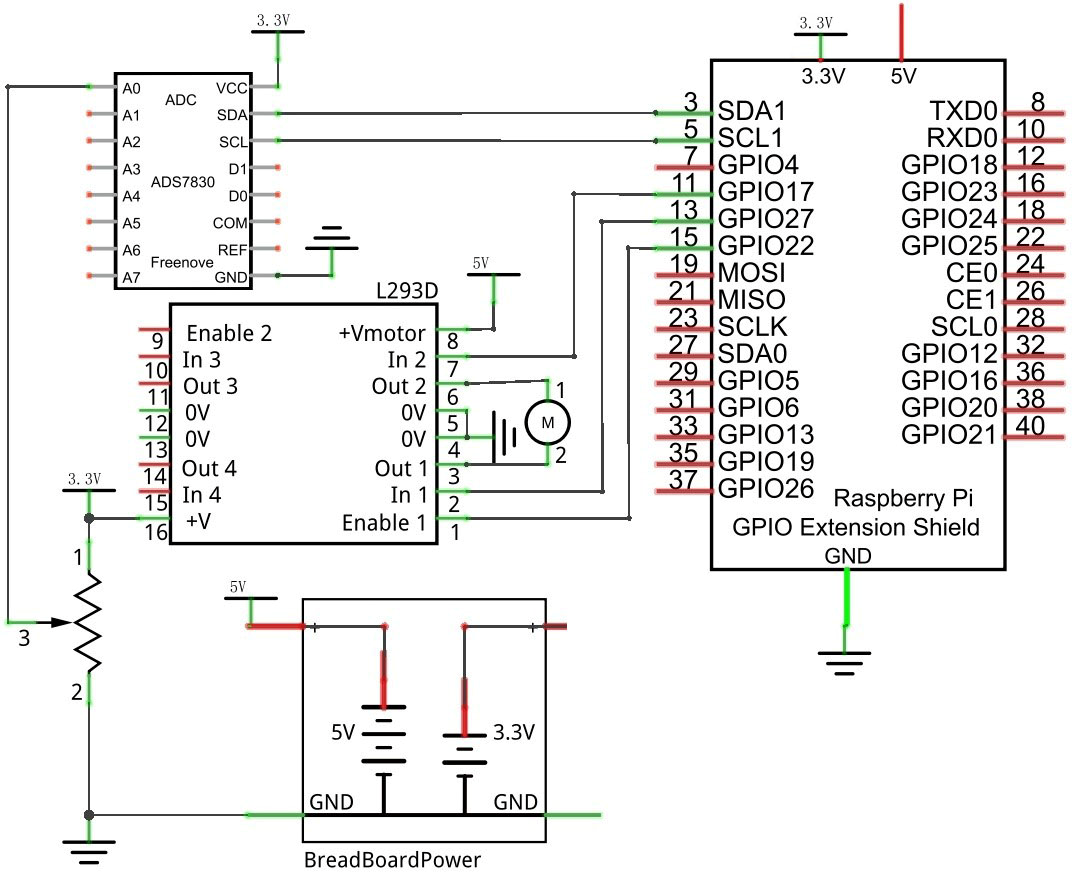 3.3V
3.3V
A0 VCC
ADC
A1 SDA
A2 SCL
A3 D1
ADS7830
A4 D0
A5 COM
A6 REF
Freenove
A7 GND
3.3V 5V
3 SDA1 TXD0 8
5 SCL1 RXD0 10
7 GPIO4 GPIO18 12
11 GPIO17 GPIO23 16
13 GPIO27 GPIO24 18
15 GPIO22 GPIO25 22
19 MOSI CE0 24
21 MISO CE1 26
23 SCLK SCL0 28
27 SDA0 GPIO12 32
29 GPIO5 GPIO16 36
31 GPIO6 GPIO20 38
33 GPIO13 GPIO21 40
35 GPIO19
37 GPIO26
Raspberry Pi
GPIO Extension Shield
GND
5V
L293D
9 Enable 2 +Vmotor 8
10 In 3 In 2 7
11 Out 3 Out 2 6
12 0V 0V 5
13 0V 0V 4
14 Out 4 Out 1 3
15 In 4 In 1 2
16 +V Enable 1 1
1
M
2
3.3V
1
3
2
5V
+ +
5V 3.3V
GND GND
BreadBoardPower